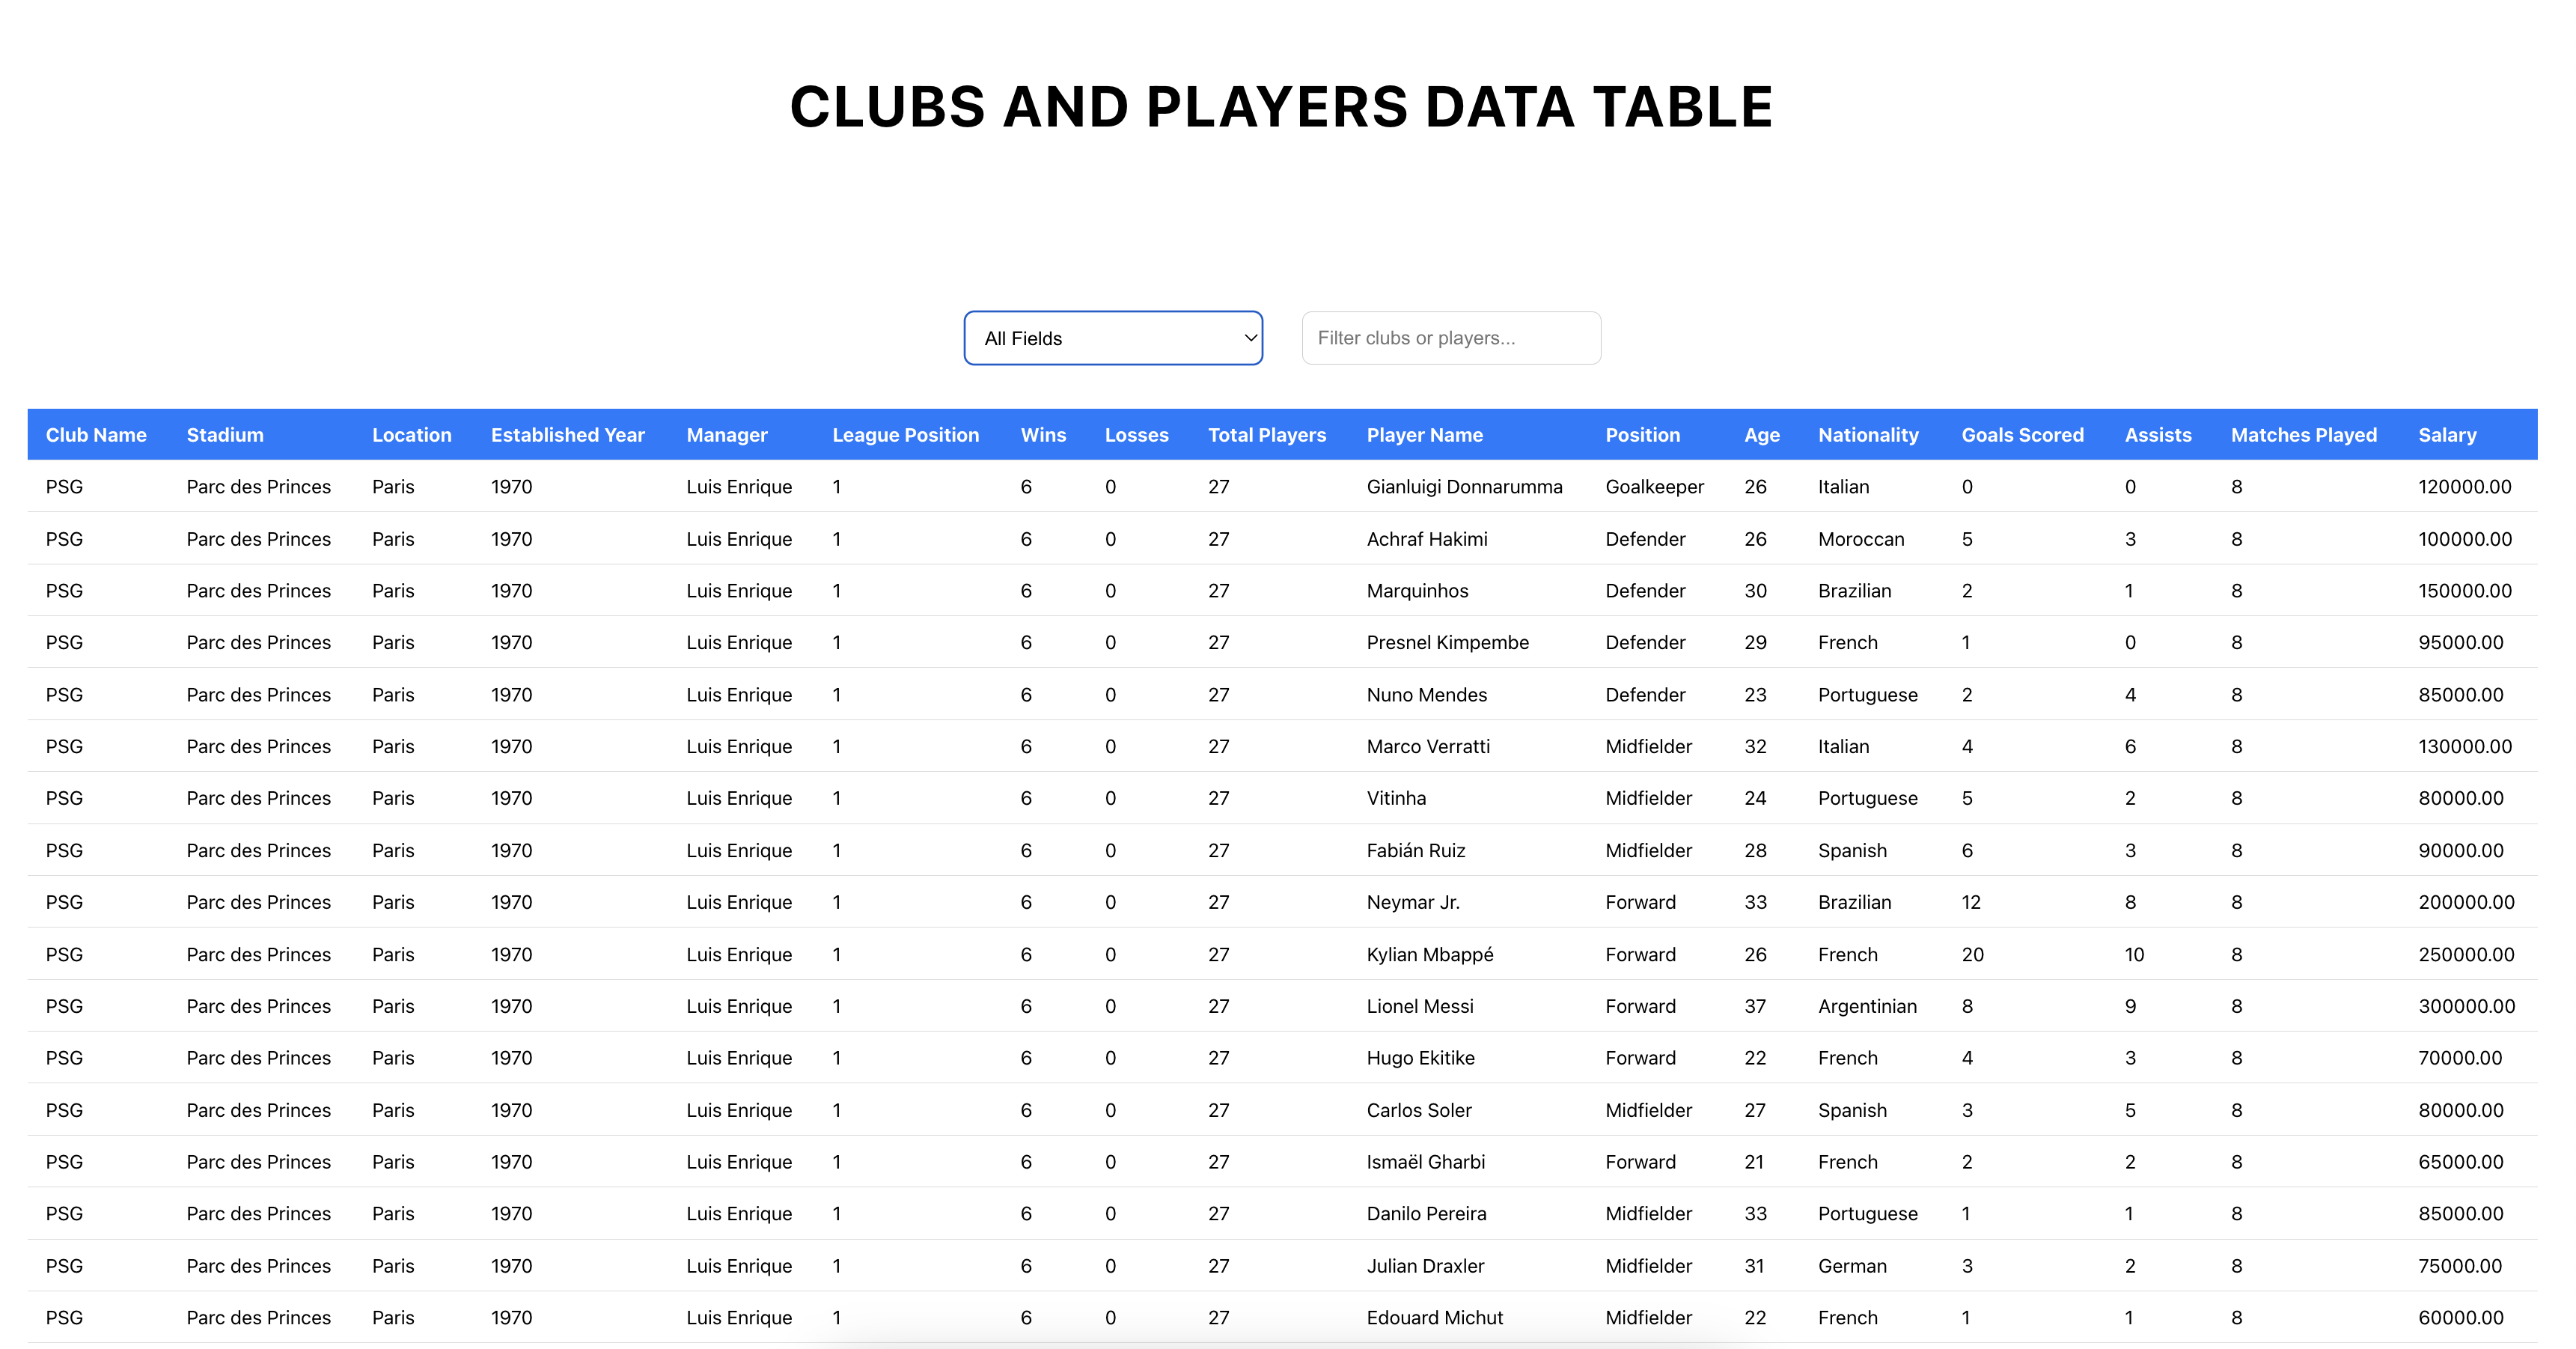 CLUBS AND PLAYERS DATA TABLE
All Fields Filter clubs or players...
Club Name Stadium Location Established Year Manager League Position Wins Losses Total Players Player Name Position Age Nationality Goals Scored Assists Matches Played Salary
PSG Parc des Princes Paris 1970 Luis Enrique 1 6 0 27 Gianluigi Donnarumma Goalkeeper 26 Italian 0 0 8 120000.00
PSG Parc des Princes Paris 1970 Luis Enrique 1 6 0 27 Achraf Hakimi Defender 26 Moroccan 5 3 8 100000.00
PSG Parc des Princes Paris 1970 Luis Enrique 1 6 0 27 Marquinhos Defender 30 Brazilian 2 1 8 150000.00
PSG Parc des Princes Paris 1970 Luis Enrique 1 6 0 27 Presnel Kimpembe Defender 29 French 1 0 8 95000.00
PSG Parc des Princes Paris 1970 Luis Enrique 1 6 0 27 Nuno Mendes Defender 23 Portuguese 2 4 8 85000.00
PSG Parc des Princes Paris 1970 Luis Enrique 1 6 0 27 Marco Verratti Midfielder 32 Italian 4 6 8 130000.00
PSG Parc des Princes Paris 1970 Luis Enrique 1 6 0 27 Vitinha Midfielder 24 Portuguese 5 2 8 80000.00
PSG Parc des Princes Paris 1970 Luis Enrique 1 6 0 27 Fabián Ruiz Midfielder 28 Spanish 6 3 8 90000.00
PSG Parc des Princes Paris 1970 Luis Enrique 1 6 0 27 Neymar Jr. Forward 33 Brazilian 12 8 8 200000.00
PSG Parc des Princes Paris 1970 Luis Enrique 1 6 0 27 Kylian Mbappé Forward 26 French 20 10 8 250000.00
PSG Parc des Princes Paris 1970 Luis Enrique 1 6 0 27 Lionel Messi Forward 37 Argentinian 8 9 8 300000.00
PSG Parc des Princes Paris 1970 Luis Enrique 1 6 0 27 Hugo Ekitike Forward 22 French 4 3 8 70000.00
PSG Parc des Princes Paris 1970 Luis Enrique 1 6 0 27 Carlos Soler Midfielder 27 Spanish 3 5 8 80000.00
PSG Parc des Princes Paris 1970 Luis Enrique 1 6 0 27 Ismaël Gharbi Forward 21 French 2 2 8 65000.00
PSG Parc des Princes Paris 1970 Luis Enrique 1 6 0 27 Danilo Pereira Midfielder 33 Portuguese 1 1 8 85000.00
PSG Parc des Princes Paris 1970 Luis Enrique 1 6 0 27 Julian Draxler Midfielder 31 German 3 2 8 75000.00
PSG Parc des Princes Paris 1970 Luis Enrique 1 6 0 27 Edouard Michut Midfielder 22 French 1 1 8 60000.00